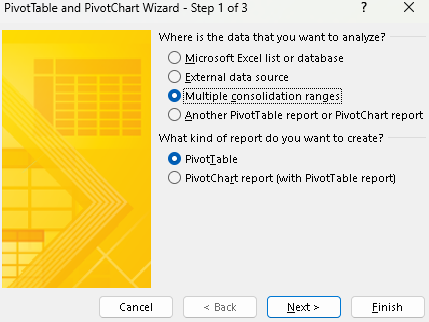 PivotTable and PivotChart Wizard - Step 1 of 3 ? ×
Where is the data that you want to analyze?
Microsoft Excel list or database
External data source
Multiple consolidation ranges
Another PivotTable report or PivotChart report
What kind of report do you want to create?
PivotTable
PivotChart report (with PivotTable report)
Cancel < Back Next > Finish